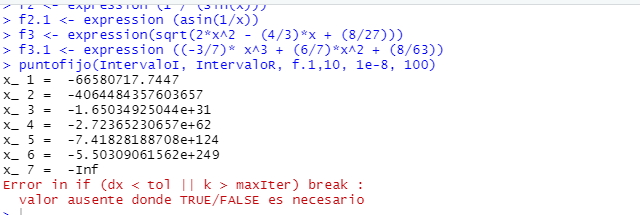 > f2 <- expression (1 / (sin(x)))
> f2.1 <- expression (asin(1/x))
> f3 <- expression(sqrt(2*x^2 - (4/3)*x + (8/27)))
> f3.1 <- expression ((-3/7)* x^3 + (6/7)*x^2 + (8/63))
> puntofijo(IntervaloI, IntervaloR, f.1,10, 1e-8, 100)
x_ 1 =  -66580717.7447
x_ 2 =  -4064484357603657
x_ 3 =  -1.65034925044e+31
x_ 4 =  -2.72365230657e+62
x_ 5 =  -7.41828188708e+124
x_ 6 =  -5.50309061562e+249
x_ 7 =  -Inf
Error in if (dx < tol || k > maxIter) break :
  valor ausente donde TRUE/FALSE es necesario
>